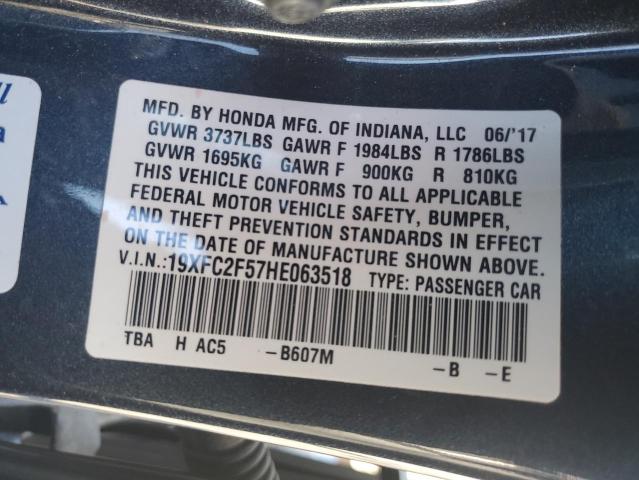 MFD. BY HONDA MFG. OF INDIANA, LLC 06/'17
GVWR 3737LBS GAWR F 1984LBS R 1786LBS
GVWR 1695KG GAWR F 900KG R 810KG
THIS VEHICLE CONFORMS TO ALL APPLICABLE
FEDERAL MOTOR VEHICLE SAFETY, BUMPER,
AND THEFT PREVENTION STANDARDS IN EFFECT
ON THE DATE OF MANUFACTURE SHOWN ABOVE.
V.I.N.:19XFC2F57HE063518 TYPE: PASSENGER CAR
TBA H AC5 -B607M -B -E